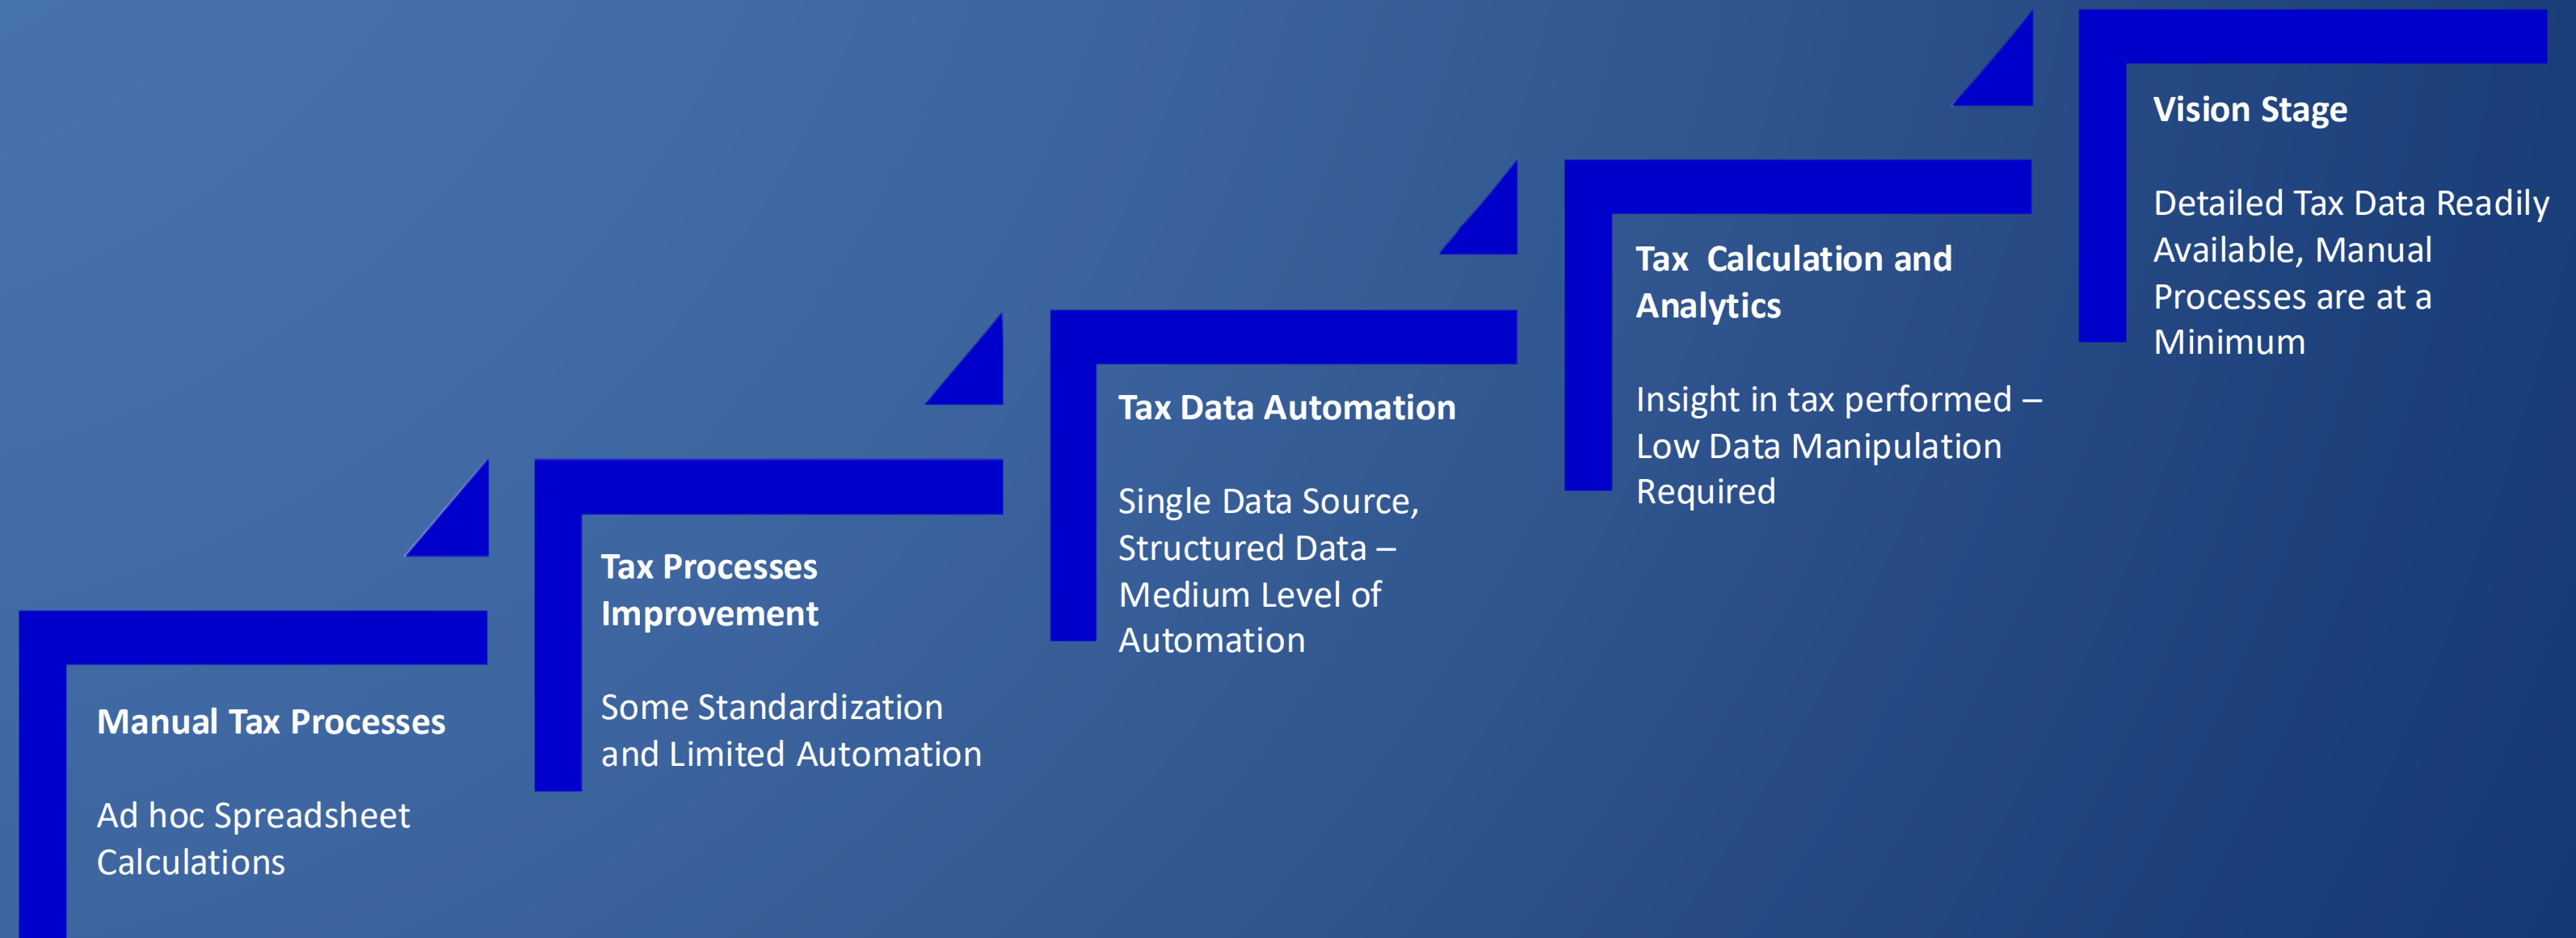 Manual Tax Processes
Ad hoc Spreadsheet
Calculations
Tax Processes
Improvement
Some Standardization
and Limited Automation
Tax Data Automation
Single Data Source,
Structured Data –
Medium Level of
Automation
Tax  Calculation and
Analytics
Insight in tax performed –
Low Data Manipulation
Required
Vision Stage
Detailed Tax Data Readily
Available, Manual
Processes are at a
Minimum